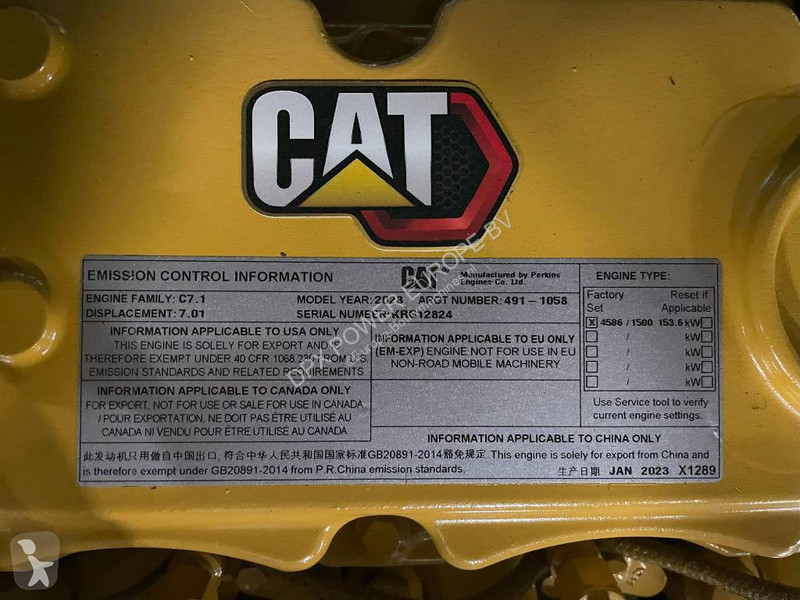 CAT
EMISSION CONTROL INFORMATION
CAT
Manufactured by Perkins
Engines Co. Ltd.
ENGINE FAMILY: C7.1
MODEL YEAR: 2023
ARGT NUMBER: 491-1058
DISPLACEMENT: 7.01
SERIAL NUMBER: KRG12824
ENGINE TYPE:
Factory Reset if
Set Applicable
X 4586 / 1500 153.6 kW
/ kW
/ kW
/ kW
/ kW
Use Service tool to verify
current engine settings.
INFORMATION APPLICABLE TO USA ONLY
THIS ENGINE IS SOLELY FOR EXPORT AND IS
THEREFORE EXEMPT UNDER 40 CFR 1068.230 FROM U.S.
EMISSION STANDARDS AND RELATED REQUIREMENTS
INFORMATION APPLICABLE TO EU ONLY
(EM-EXP) ENGINE NOT FOR USE IN EU
NON-ROAD MOBILE MACHINERY
INFORMATION APPLICABLE TO CANADA ONLY
FOR EXPORT, NOT FOR USE OR SALE FOR USE IN CANADA
/ POUR EXPORTATION, NE DOIT PAS ÊTRE UTILISÉ AU
CANADA NI VENDU POUR ÊTRE UTILISÉ AU CANADA
INFORMATION APPLICABLE TO CHINA ONLY
此发动机只用做自中国出口, 符合中华人民共和国国家标准GB20891-2014豁免规定. This engine is solely for export from China and
is therefore exempt under GB20891-2014 from P.R.China emission standards.
生产日期 JAN 2023 X1289
DPX POWER EUROPE BV